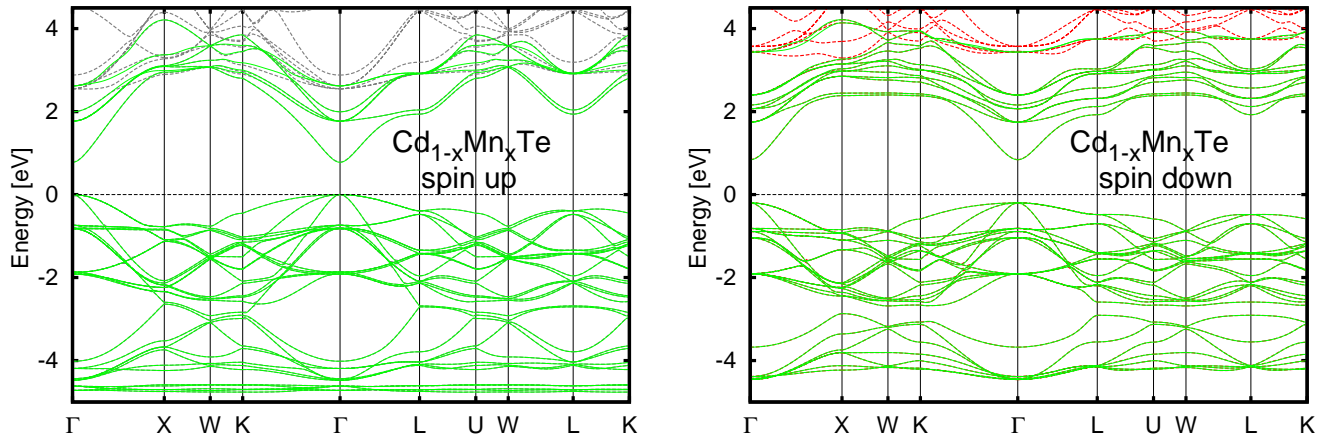 4
2
0
-2
-4
Energy [eV]
Cd1-xMnxTe
spin up
Γ X W K Γ L U W L K
4
2
0
-2
-4
Energy [eV]
Cd1-xMnxTe
spin down
Γ X W K Γ L U W L K